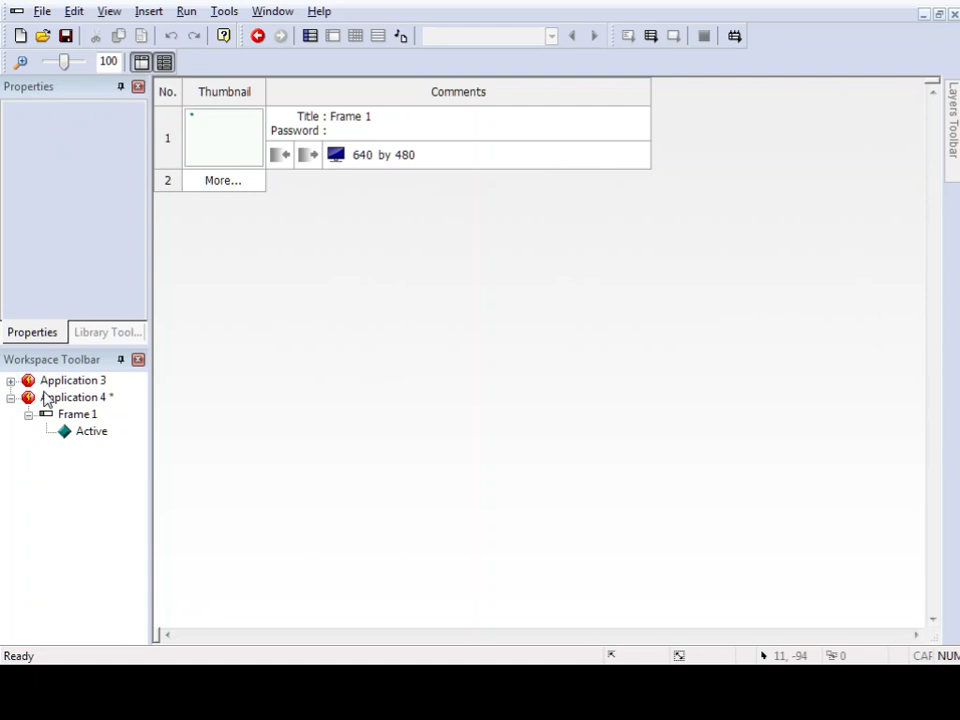 File Edit View Insert Run Tools Window Help
100
Properties
No. Thumbnail Comments
1 Title : Frame 1
Password :
640 by 480
2 More...
Layers Toolbar
Properties Library Tool...
Workspace Toolbar
Application 3
Application 4 *
Frame 1
Active
Ready 11, -94 0 CAP NUM